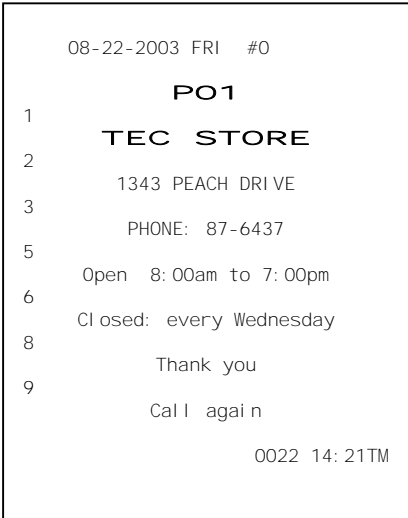 08-22-2003 FRI #0
PO1
1
TEC STORE
2
1343 PEACH DRIVE
3
PHONE: 87-6437
5
Open 8:00am to 7:00pm
6
Closed: every Wednesday
8
Thank you
9
Call again
0022 14:21TM